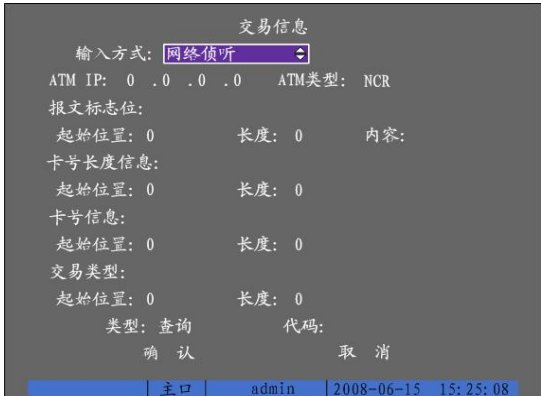 交易信息
输入方式: 网络侦听
ATM IP: 0 .0 .0 .0 ATM类型: NCR
报文标志位:
起始位置: 0 长度: 0 内容:
卡号长度信息:
起始位置: 0 长度: 0
卡号信息:
起始位置: 0 长度: 0
交易类型:
起始位置: 0 长度: 0
类型: 查询 代码:
确 认 取 消
主口 admin 2008-06-15 15:25:08